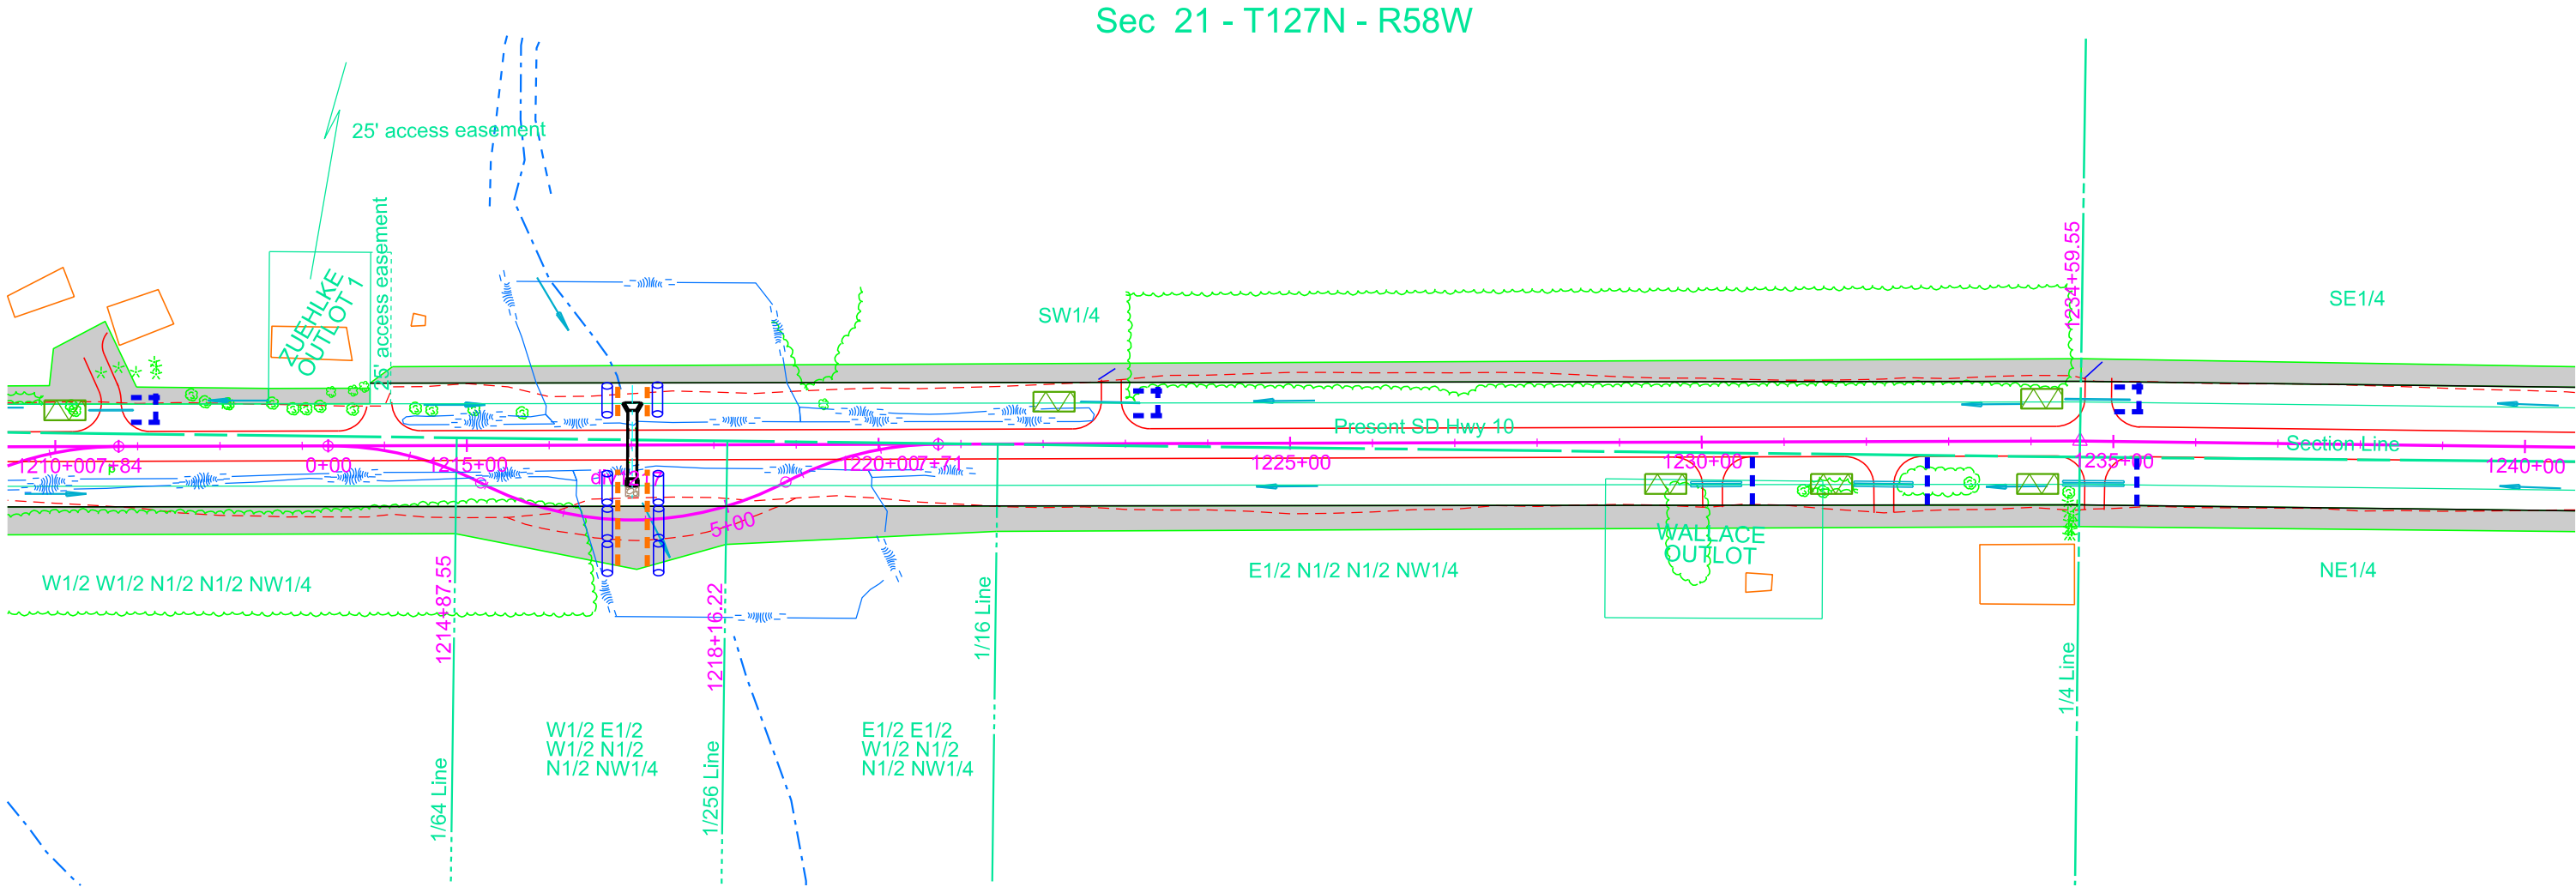 Sec 21 - T127N - R58W
25' access easement
25' access easement
ZUEHLKE
OUTLOT 1
SW1/4
1234+59.55
SE1/4
Present SD Hwy 10
Section Line
1210+00
7+84
0+00
1215+00
1220+00
7+71
1225+00
1230+00
1235+00
1240+00
5+00
WALLACE
OUTLOT
W1/2 W1/2 N1/2 N1/2 NW1/4
E1/2 N1/2 N1/2 NW1/4
NE1/4
1214+87.55
1218+16.22
1/16 Line
1/4 Line
W1/2 E1/2
W1/2 N1/2
N1/2 NW1/4
E1/2 E1/2
W1/2 N1/2
N1/2 NW1/4
1/64 Line
1/256 Line